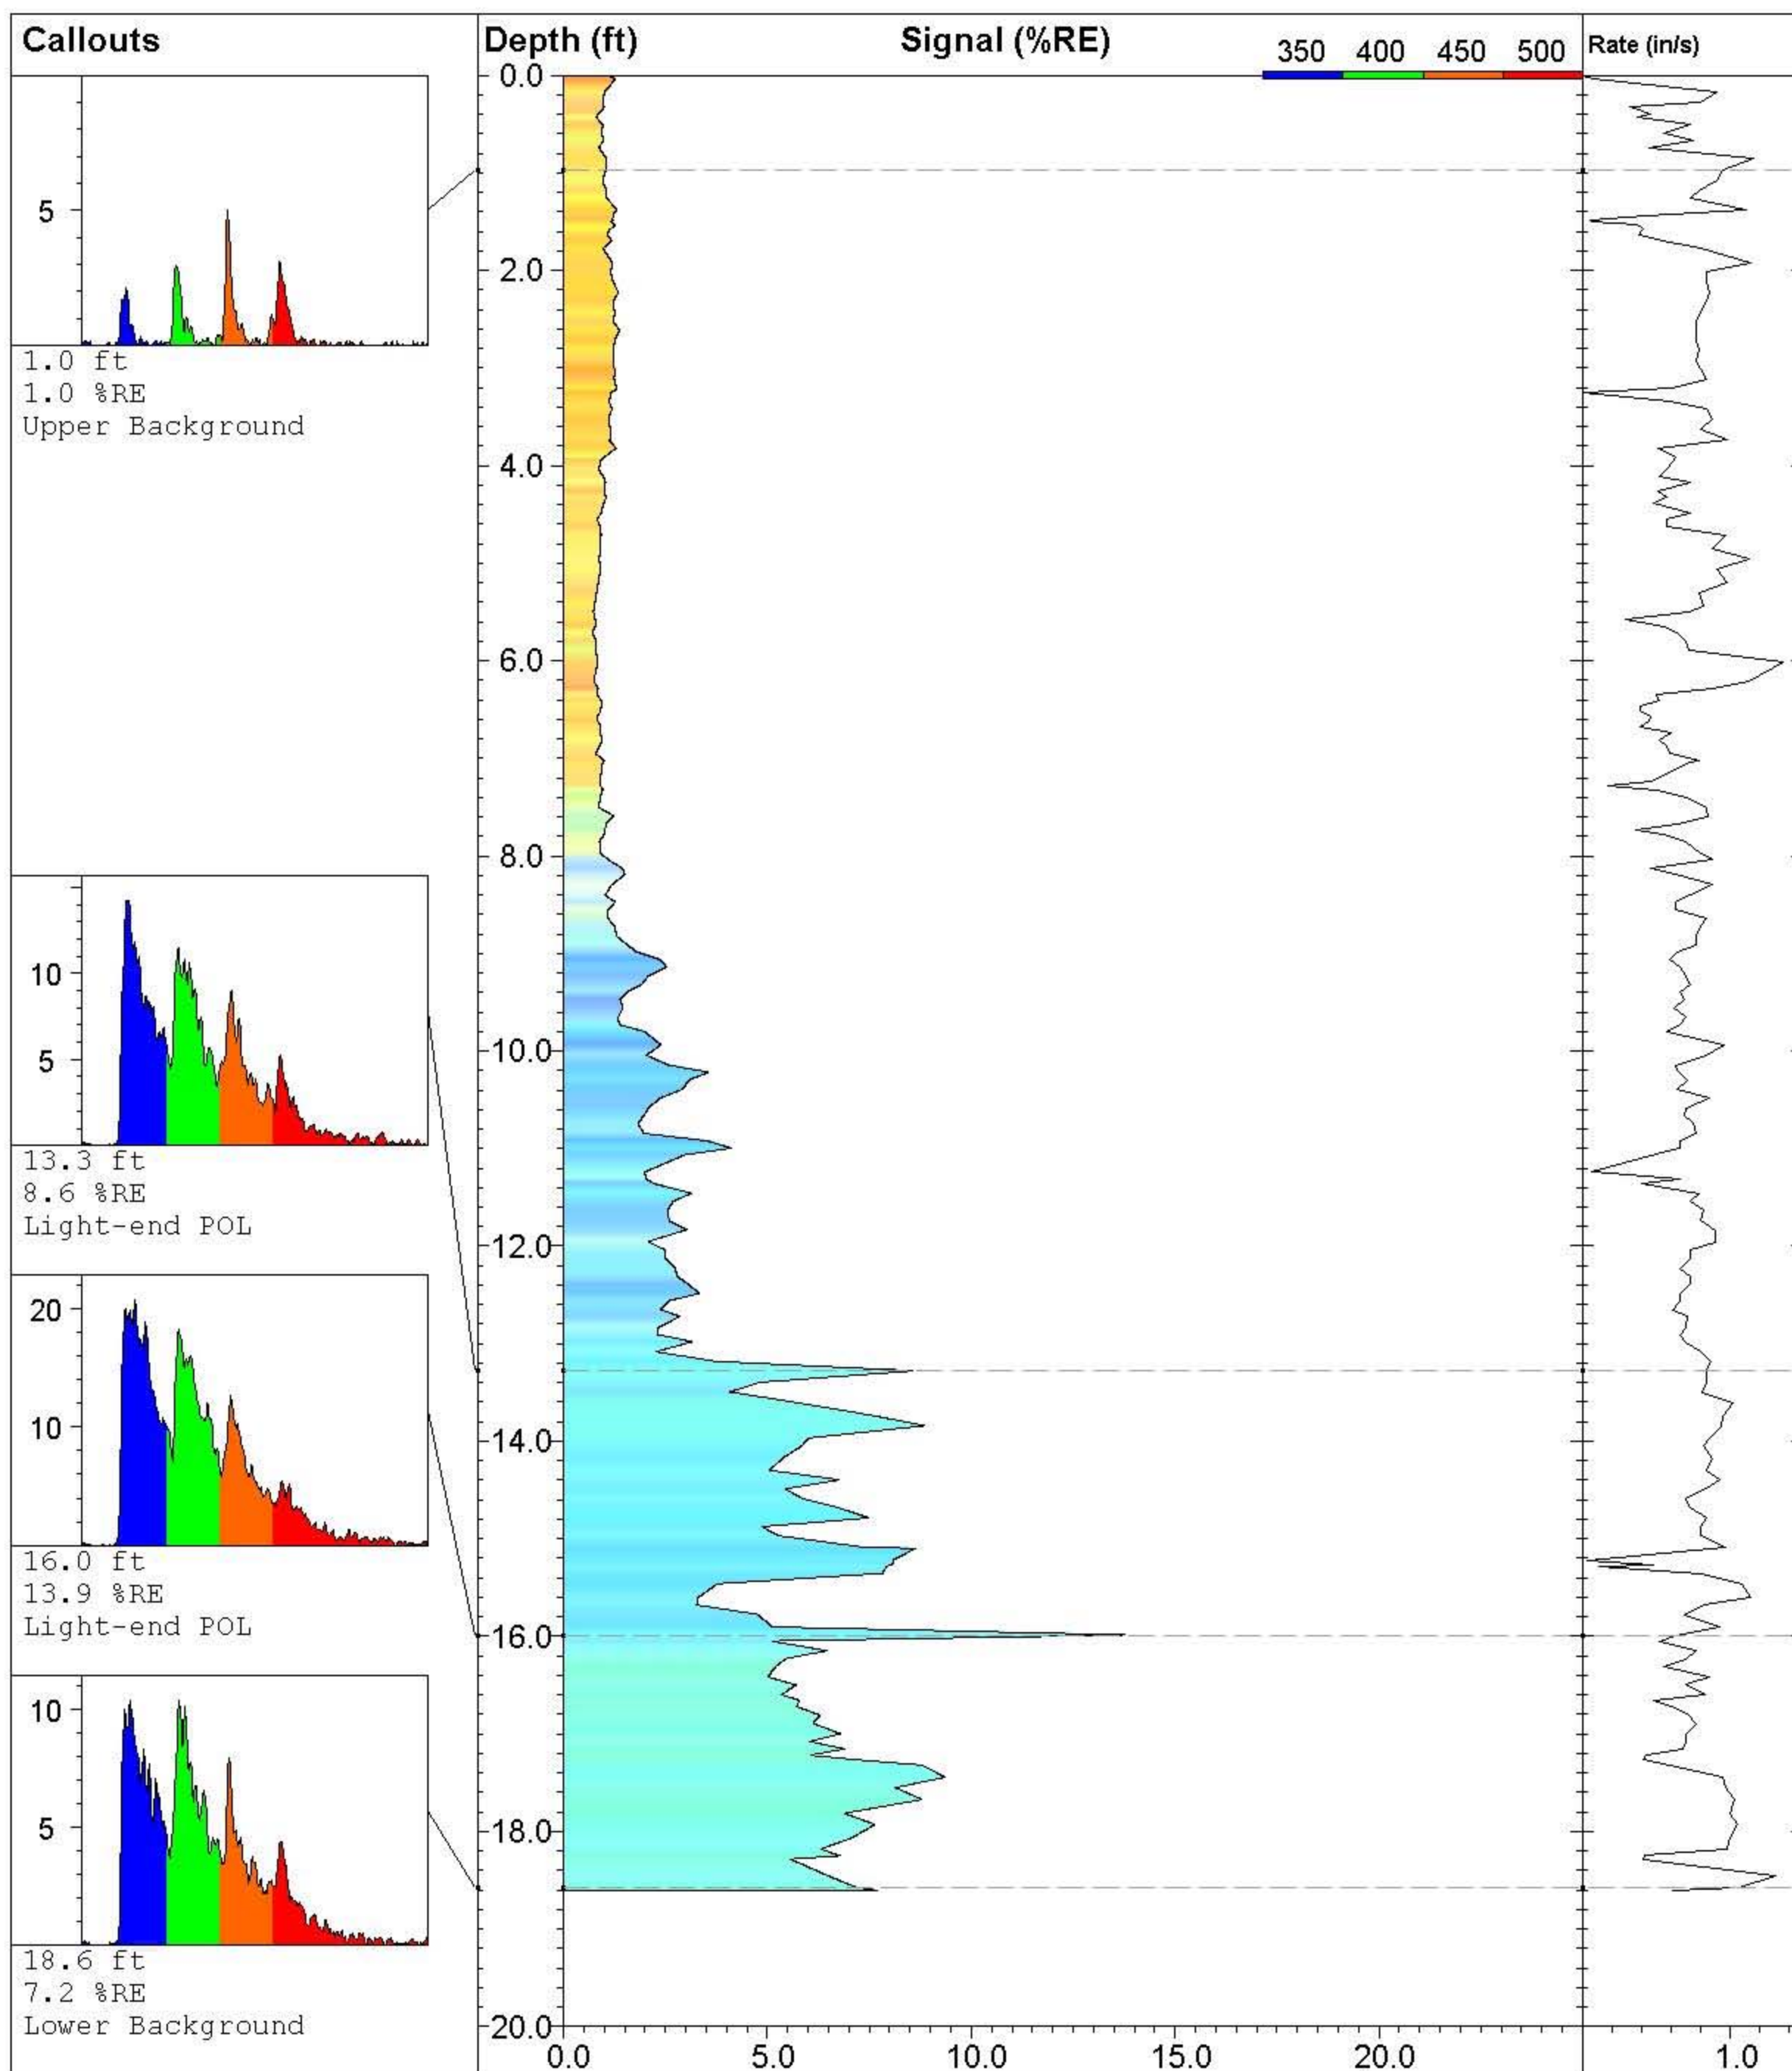 Callouts
Depth (ft)
Signal (%RE)
350 400 450 500
Rate (in/s)
5
1.0 ft
1.0 %RE
Upper Background
10
5
13.3 ft
8.6 %RE
Light-end POL
20
10
16.0 ft
13.9 %RE
Light-end POL
10
5
18.6 ft
7.2 %RE
Lower Background
0.0
2.0
4.0
6.0
8.0
10.0
12.0
14.0
16.0
18.0
20.0
0.0 5.0 10.0 15.0 20.0
1.0